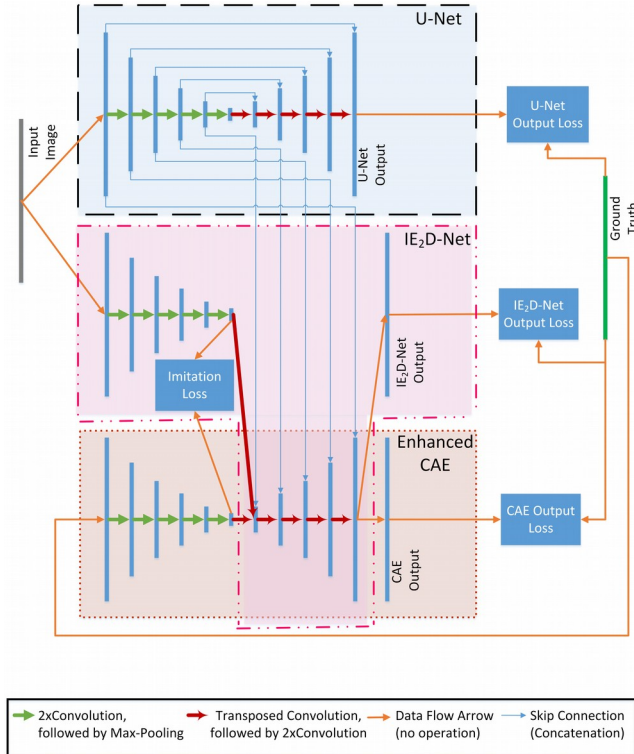 U-Net
Input
Image
U-Net
Output
U-Net
Output Loss
Ground
Truth
IE₂D-Net
IE₂D-Net
Output
IE₂D-Net
Output Loss
Imitation
Loss
Enhanced
CAE
CAE
Output
CAE Output
Loss
2xConvolution,
followed by Max-Pooling
Transposed Convolution,
followed by 2xConvolution
Data Flow Arrow
(no operation)
Skip Connection
(Concatenation)